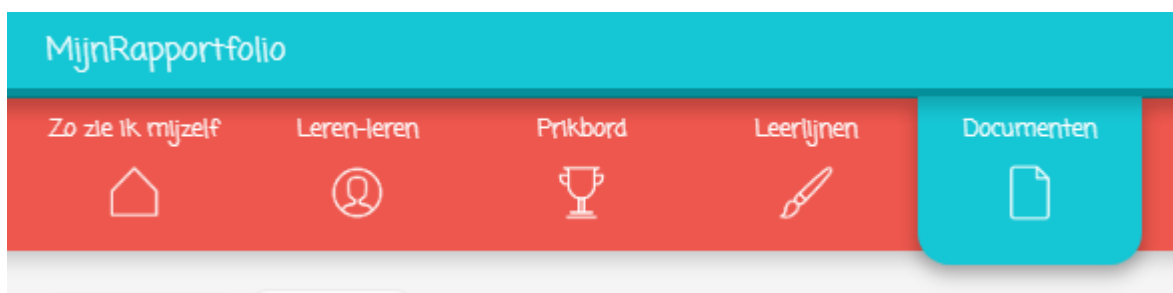 MijnRapportfolio
Zo zie ik mijzelf Leren-leren Prikbord Leerlijnen Documenten